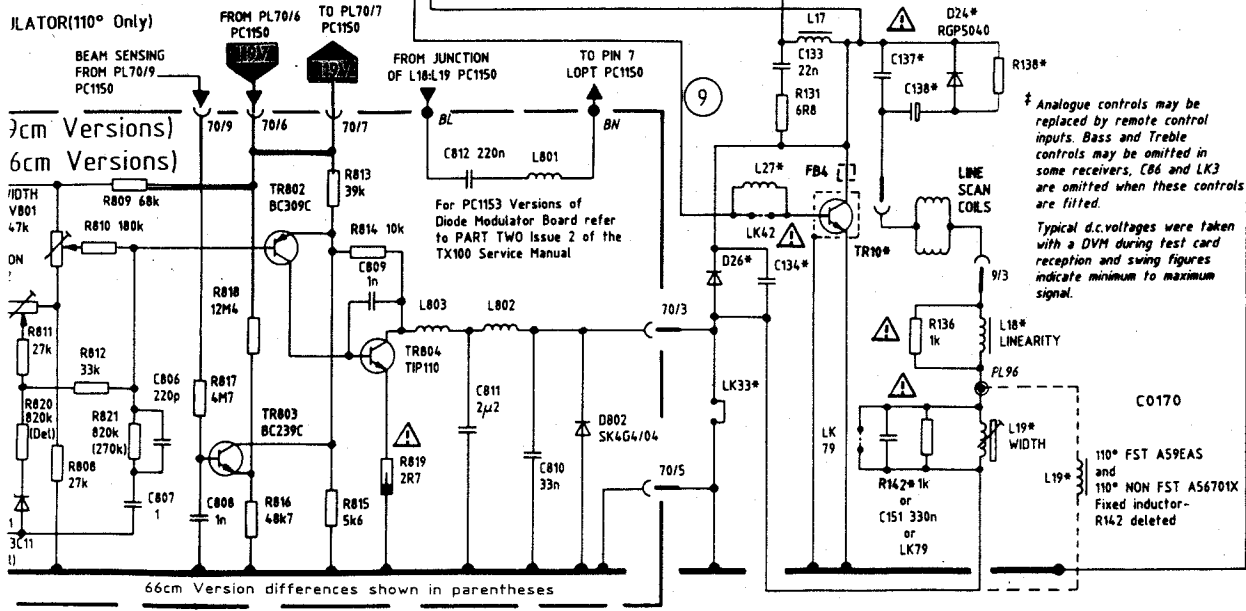 JLATOR(110° Only)
FROM PL70/6
PC1150
TO PL70/7
PC1150
19V
19V
BEAM SENSING
FROM PL70/9
PC1150
FROM JUNCTION
OF L18:L19 PC1150
TO PIN 7
LOPT PC1150
70/9
70/6
70/7
BL
BN
9cm Versions)
6cm Versions)
C812 220n
L801
R813
39k
WIDTH
V801
47k
R809 68k
TR802
BC309C
R810 180k
R814 10k
C809
1n
For PC1153 Versions of
Diode Modulator Board refer
to PART TWO Issue 2 of the
TX100 Service Manual
R818
12M4
L803
L802
70/3
R811
27k
R812
33k
C806
220p
R817
4M7
TR804
TIP110
R820
820k
(Del)
R821
820k
(270k)
TR803
BC239C
C811
2µ2
D802
SK4G4/04
R819
2R7
R808
27k
C807
1
C808
1n
R816
48k7
R815
5k6
C810
33n
70/5
3C11
66cm Version differences shown in parentheses
9
L17
C133
22n
R131
6R8
D24*
RGP5040
C137*
C138*
R138*
L27*
FB4
LK42
TR10*
D26*
C134*
LINE
SCAN
COILS
9/3
R136
1k
L18*
LINEARITY
PL96
LK33*
LK
79
L19*
WIDTH
R142* 1k
or
C151 330n
or
LK79
L19*
C0170
110° FST A59EAS
and
110° NON FST A56701X
Fixed inductor-
R142 deleted
‡ Analogue controls may be
replaced by remote control
inputs. Bass and Treble
controls may be omitted in
some receivers, C86 and LK3
are omitted when these controls
are fitted.
Typical d.c.voltages were taken
with a DVM during test card
reception and swing figures
indicate minimum to maximum
signal.